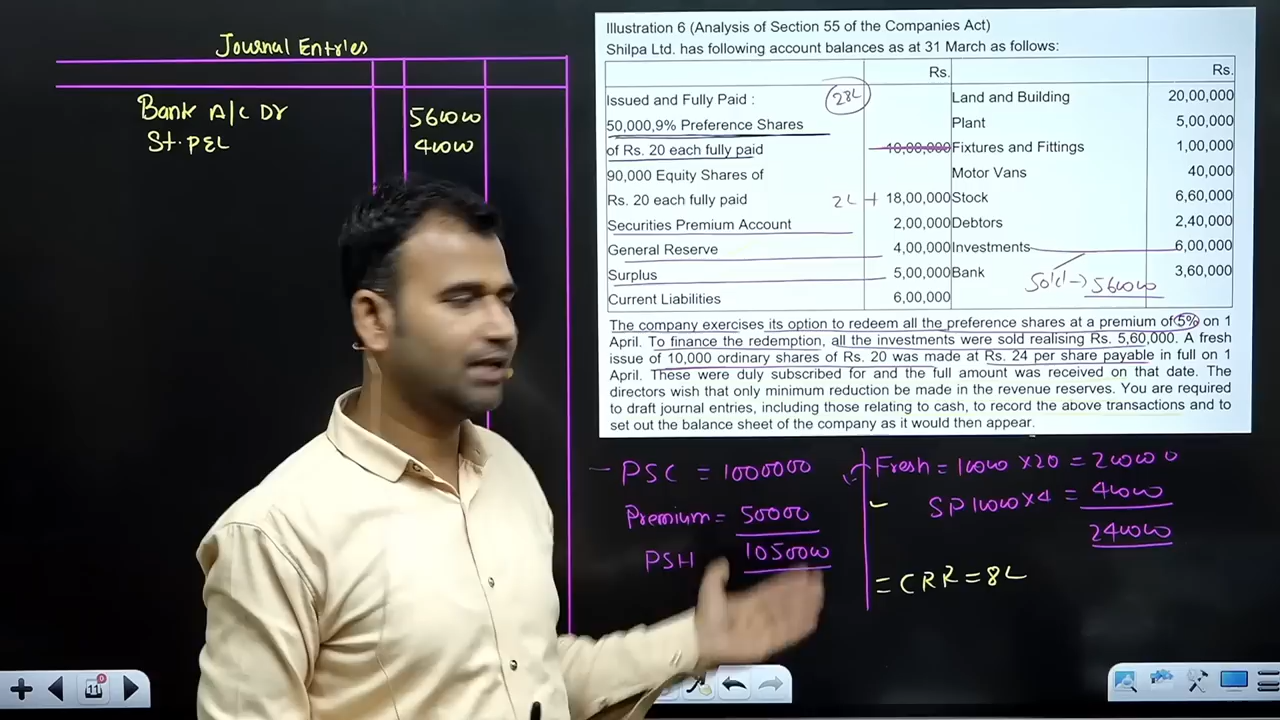 Journal Entries
Bank A/C Dr 560000
St. P&L 40000
Illustration 6 (Analysis of Section 55 of the Companies Act)
Shilpa Ltd. has following account balances as at 31 March as follows:
Rs. Rs.
Issued and Fully Paid : 28L Land and Building 20,00,000
50,000,9% Preference Shares Plant 5,00,000
of Rs. 20 each fully paid 10,00,000 Fixtures and Fittings 1,00,000
90,000 Equity Shares of Motor Vans 40,000
Rs. 20 each fully paid 2L + 18,00,000 Stock 6,60,000
Securities Premium Account 2,00,000 Debtors 2,40,000
General Reserve 4,00,000 Investments 6,00,000
Surplus 5,00,000 Bank 3,60,000
Sold → 560000
Current Liabilities 6,00,000
The company exercises its option to redeem all the preference shares at a premium of 5% on 1
April. To finance the redemption, all the investments were sold realising Rs. 5,60,000. A fresh
issue of 10,000 ordinary shares of Rs. 20 was made at Rs. 24 per share payable in full on 1
April. These were duly subscribed for and the full amount was received on that date. The
directors wish that only minimum reduction be made in the revenue reserves. You are required
to draft journal entries, including those relating to cash, to record the above transactions and to
set out the balance sheet of the company as it would then appear.
PSC = 1000000
Premium = 50000
PSH 1050000
Fresh = 10000 x20 = 200000
SP 10000x4 = 40000
240000
= CRR = 8L
11